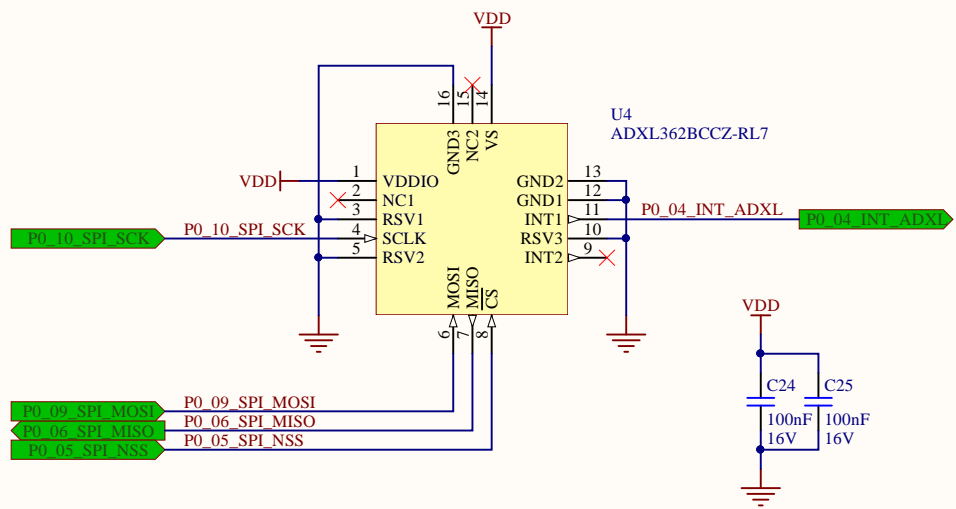 VDD
U4
ADXL362BCCZ-RL7
16
15
14
GND3
NC2
VS
VDD
1
VDDIO
2
NC1
3
RSV1
P0_10_SPI_SCK
P0_10_SPI_SCK
4
SCLK
5
RSV2
GND2
13
GND1
12
INT1
11
P0_04_INT_ADXL
P0_04_INT_ADXL
RSV3
10
INT2
9
MOSI
MISO
CS
6
7
8
VDD
C24
100nF
16V
C25
100nF
16V
P0_09_SPI_MOSI
P0_09_SPI_MOSI
P0_06_SPI_MISO
P0_06_SPI_MISO
P0_05_SPI_NSS
P0_05_SPI_NSS